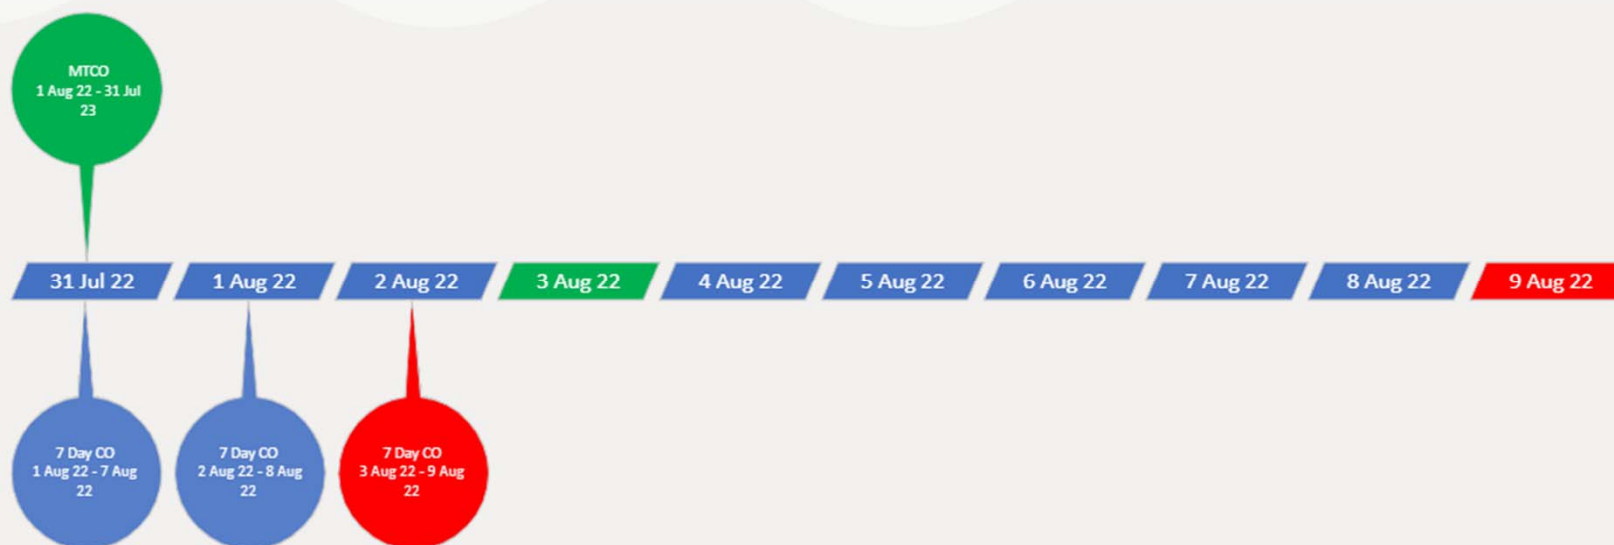 MTCO
1 Aug 22 - 31 Jul
23
31 Jul 22
1 Aug 22
2 Aug 22
3 Aug 22
4 Aug 22
5 Aug 22
6 Aug 22
7 Aug 22
8 Aug 22
9 Aug 22
7 Day CO
1 Aug 22 - 7 Aug
22
7 Day CO
2 Aug 22 - 8 Aug
22
7 Day CO
3 Aug 22 - 9 Aug
22